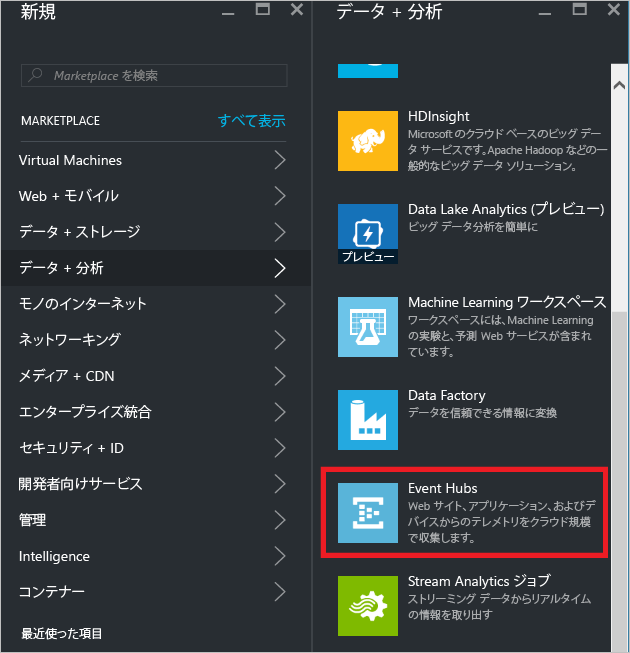 新規
Marketplace を検索
MARKETPLACE
すべて表示
Virtual Machines
Web + モバイル
データ + ストレージ
データ + 分析
モノのインターネット
ネットワーキング
メディア + CDN
エンタープライズ統合
セキュリティ + ID
開発者向けサービス
管理
Intelligence
コンテナー
最近使った項目
データ + 分析
HDInsight
Microsoft のクラウド ベースのビッグ デー
タ サービスです。Apache Hadoop などの一
般的なビッグ データ ソリューション。
Data Lake Analytics (プレビュー)
ビッグ データ分析を簡単に
プレビュー
Machine Learning ワークスペース
ワークスペースには、Machine Learning
の実験と、予測 Web サービスが含まれ
ています。
Data Factory
データを信頼できる情報に変換
Event Hubs
Web サイト、アプリケーション、およびデ
バイスからのテレメトリをクラウド規模
で収集します。
Stream Analytics ジョブ
ストリーミング データからリアルタイム
の情報を取り出す